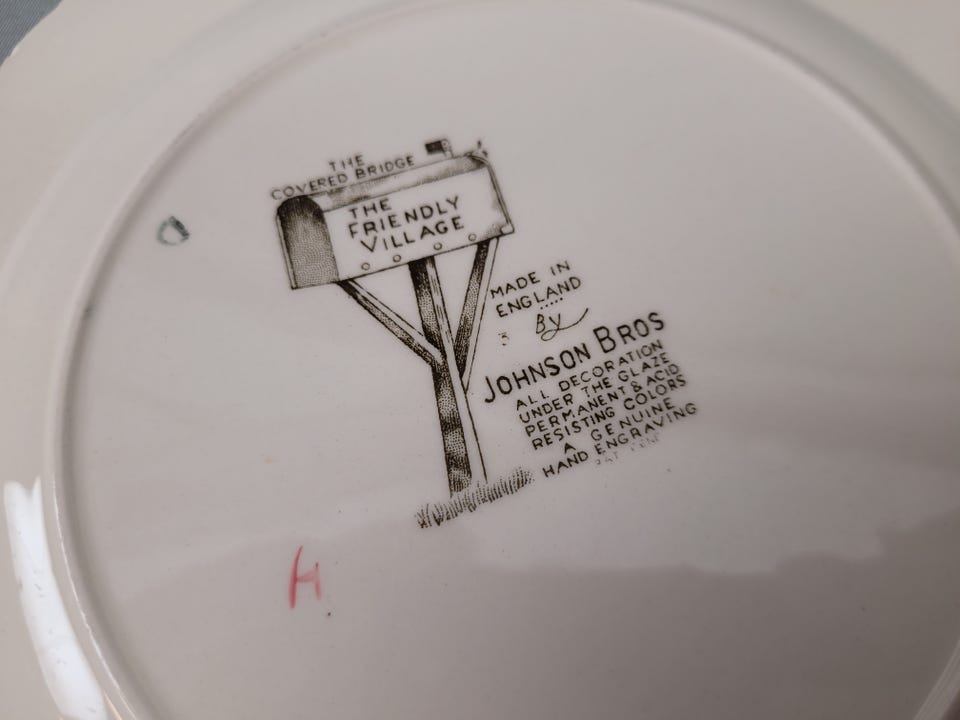 THE
COVERED BRIDGE
THE
FRIENDLY
VILLAGE
MADE IN
ENGLAND
By
JOHNSON BROS
ALL DECORATION
UNDER THE GLAZE
PERMANENT & ACID
RESISTING COLORS
A GENUINE
HAND ENGRAVING
H